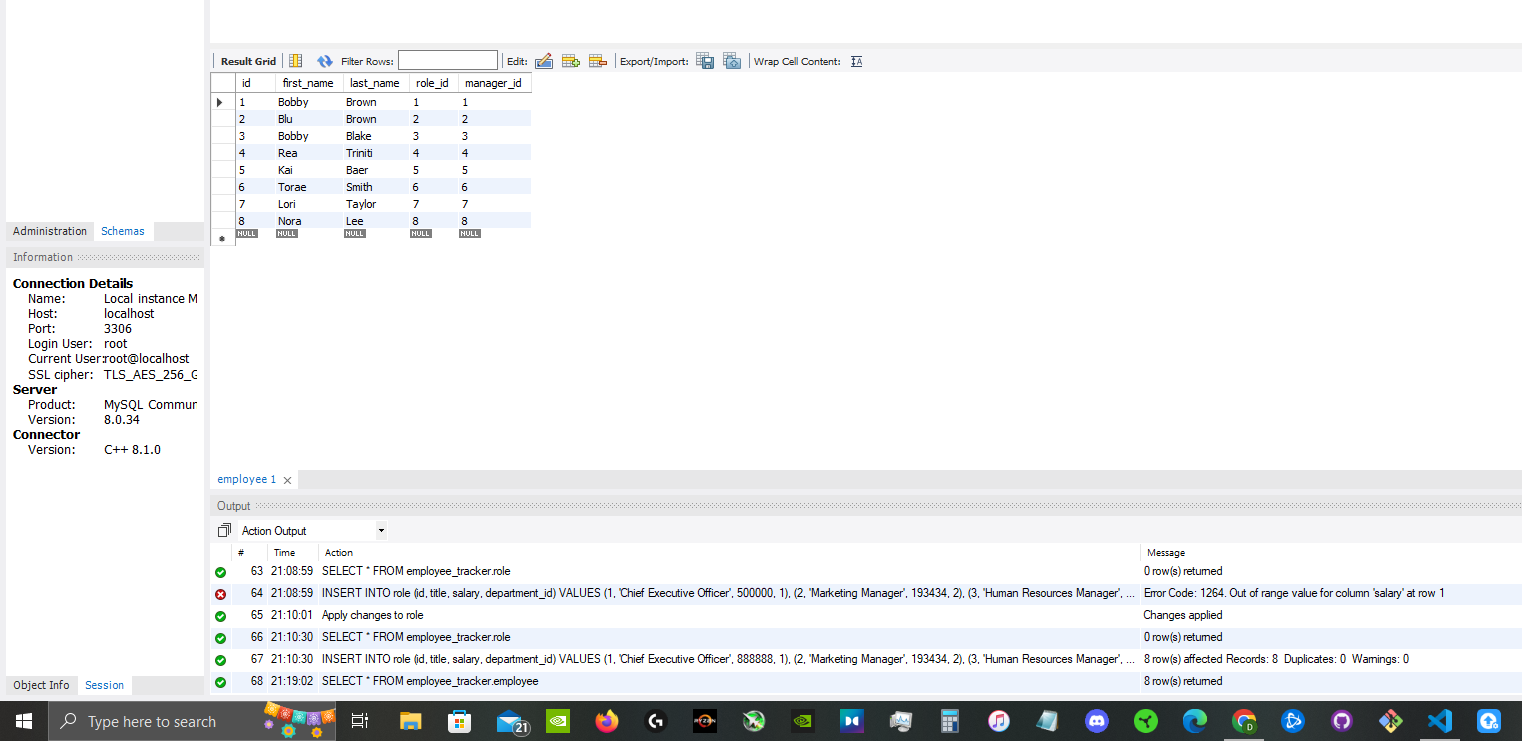 Result Grid Filter Rows: Edit: Export/Import: Wrap Cell Content: IA
id first_name last_name role_id manager_id
1 Bobby Brown 1 1
2 Blu Brown 2 2
3 Bobby Blake 3 3
4 Rea Triniti 4 4
5 Kai Baer 5 5
6 Torae Smith 6 6
7 Lori Taylor 7 7
8 Nora Lee 8 8
NULL NULL NULL NULL NULL
Administration Schemas
Information
Connection Details
Name: Local instance M
Host: localhost
Port: 3306
Login User: root
Current User: root@localhost
SSL cipher: TLS_AES_256_G
Server
Product: MySQL Commur
Version: 8.0.34
Connector
Version: C++ 8.1.0
employee 1
Output
Action Output
# Time Action Message
63 21:08:59 SELECT * FROM employee_tracker.role 0 row(s) returned
64 21:08:59 INSERT INTO role (id, title, salary, department_id) VALUES (1, 'Chief Executive Officer', 500000, 1), (2, 'Marketing Manager', 193434, 2), (3, 'Human Resources Manager', ... Error Code: 1264. Out of range value for column 'salary' at row 1
65 21:10:01 Apply changes to role Changes applied
66 21:10:30 SELECT * FROM employee_tracker.role 0 row(s) returned
67 21:10:30 INSERT INTO role (id, title, salary, department_id) VALUES (1, 'Chief Executive Officer', 888888, 1), (2, 'Marketing Manager', 193434, 2), (3, 'Human Resources Manager', ... 8 row(s) affected Records: 8 Duplicates: 0 Warnings: 0
68 21:19:02 SELECT * FROM employee_tracker.employee 8 row(s) returned
Object Info Session
Type here to search
21
RYZEN
D